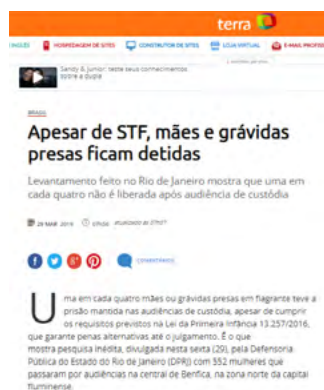 terra
INGLÊS HOSPEDAGEM DE SITES CONSTRUTOR DE SITES LOJA VIRTUAL E-MAIL PROFISS
Sandy & Junior: teste seus conhecimentos
sobre a dupla
BRASIL
Apesar de STF, mães e grávidas
presas ficam detidas
Levantamento feito no Rio de Janeiro mostra que uma em
cada quatro não é liberada após audiência de custódia
29 MAR 2019
COMENTÁRIOS
Uma em cada quatro mães ou grávidas presas em flagrante teve a
prisão mantida nas audiências de custódia, apesar de cumprir
os requisitos previstos na Lei da Primeira Infância 13.257/2016,
que garante penas alternativas até o julgamento. É o que
mostra pesquisa inédita, divulgada nesta sexta (29), pela Defensoria
Pública do Estado do Rio de Janeiro (DPRJ) com 552 mulheres que
passaram por audiências na central de Benfica, na zona norte da capital
fluminense.